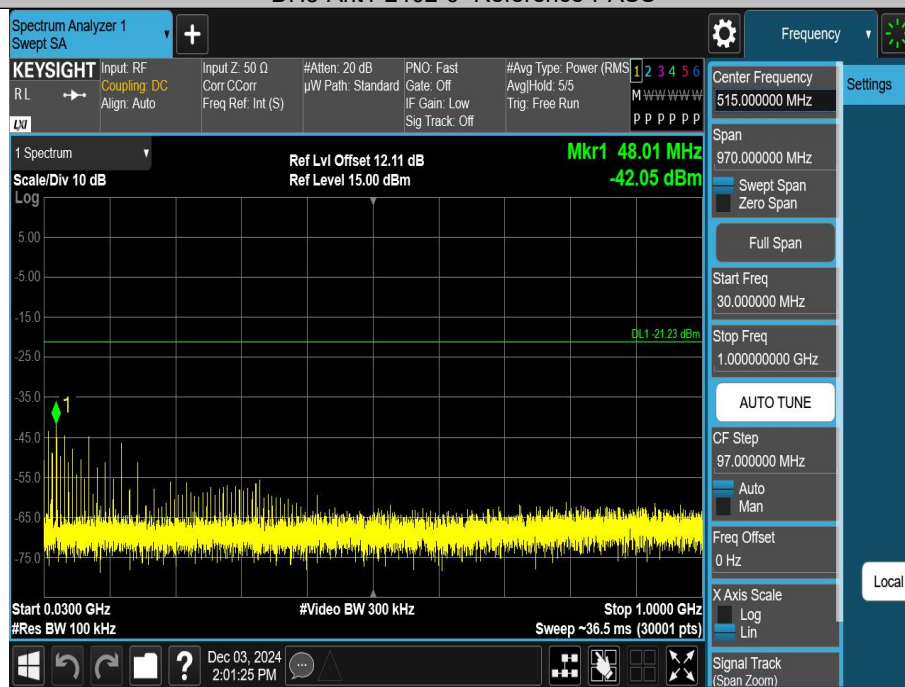 Spectrum Analyzer 1
Swept SA
+
Frequency
KEYSIGHT
RL
LXI
Input: RF
Coupling: DC
Align: Auto
Input Z: 50 Ω
Corr CCorr
Freq Ref: Int (S)
#Atten: 20 dB
µW Path: Standard
PNO: Fast
Gate: Off
IF Gain: Low
Sig Track: Off
#Avg Type: Power (RMS
Avg|Hold: 5/5
Trig: Free Run
1 2 3 4 5 6
M W W W W W
P P P P P P
1 Spectrum
Scale/Div 10 dB
Ref Lvl Offset 12.11 dB
Ref Level 15.00 dBm
Mkr1 48.01 MHz
-42.05 dBm
Log
5.00
-5.00
-15.0
DL1 -21.23 dBm
-25.0
-35.0
1
-45.0
-55.0
-65.0
-75.0
Start 0.0300 GHz
#Video BW 300 kHz
Stop 1.0000 GHz
#Res BW 100 kHz
Sweep ~36.5 ms (30001 pts)
?
Dec 03, 2024
2:01:25 PM
Center Frequency
515.000000 MHz
Settings
Span
970.000000 MHz
Swept Span
Zero Span
Full Span
Start Freq
30.000000 MHz
Stop Freq
1.000000000 GHz
AUTO TUNE
CF Step
97.000000 MHz
Auto
Man
Freq Offset
0 Hz
Local
X Axis Scale
Log
Lin
Signal Track
(Span Zoom)